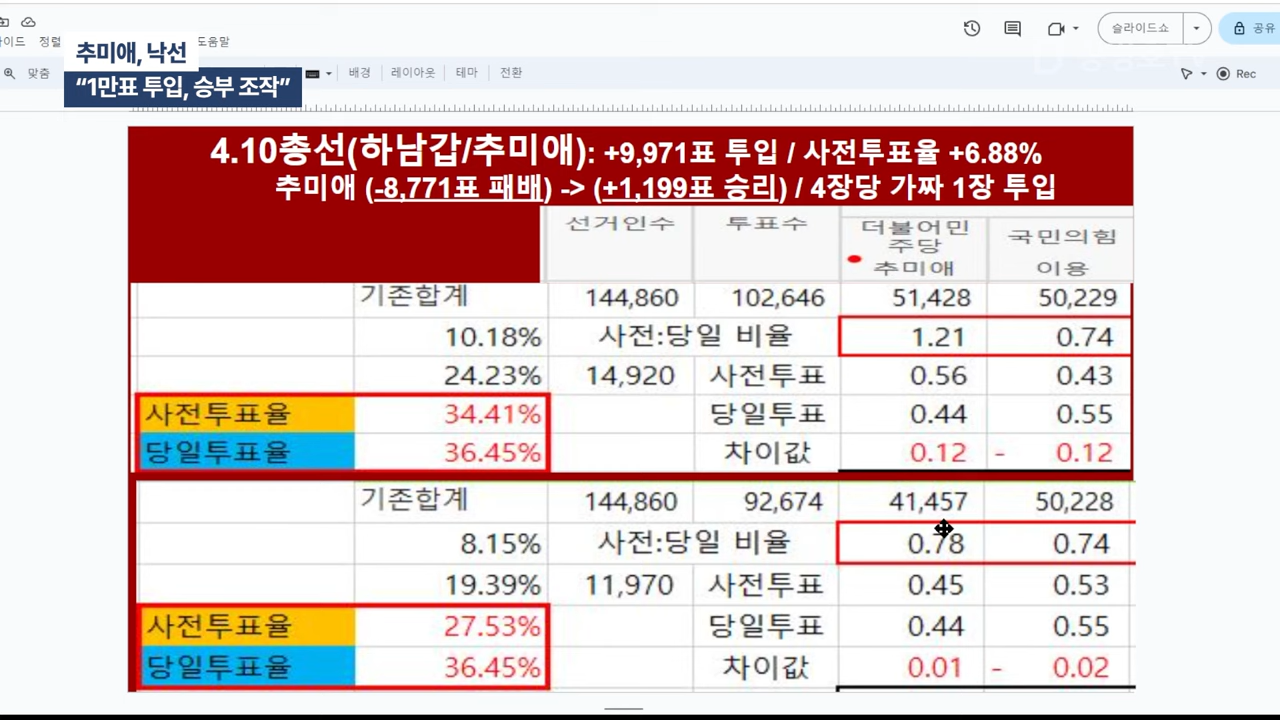 추미애, 낙선
“1만표 투입, 승부 조작”
정렬
도움말
슬라이드쇼
공유
맞춤
배경
레이아웃
테마
전환
Rec
4.10총선(하남갑/추미애): +9,971표 투입 / 사전투표율 +6.88%
추미애 (-8,771표 패배) -> (+1,199표 승리) / 4장당 가짜 1장 투입
선거인수 투표수 더불어민주당 추미애 국민의힘 이용
기존합계 144,860 102,646 51,428 50,229
10.18% 사전:당일 비율 1.21 0.74
24.23% 14,920 사전투표 0.56 0.43
사전투표율 34.41% 당일투표 0.44 0.55
당일투표율 36.45% 차이값 0.12 - 0.12
기존합계 144,860 92,674 41,457 50,228
8.15% 사전:당일 비율 0.78 0.74
19.39% 11,970 사전투표 0.45 0.53
사전투표율 27.53% 당일투표 0.44 0.55
당일투표율 36.45% 차이값 0.01 - 0.02